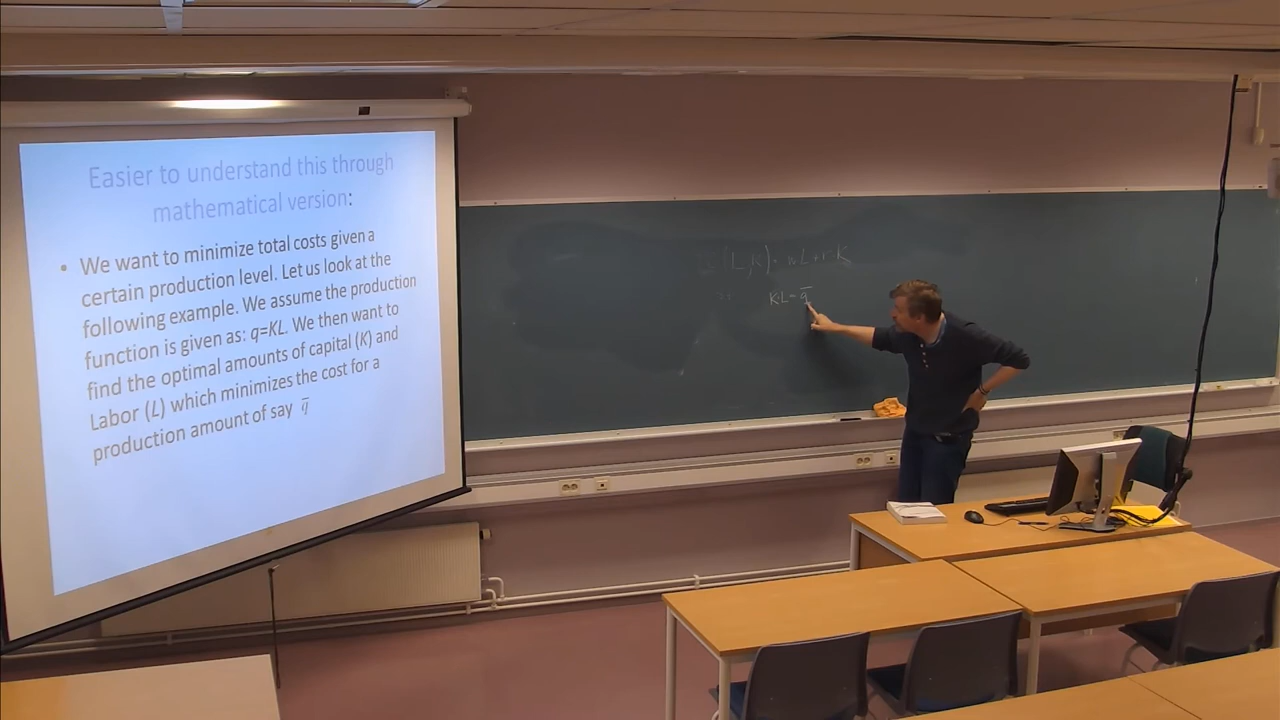 Easier to understand this through
mathematical version:
• We want to minimize total costs given a
certain production level. Let us look at the
following example. We assume the production
function is given as: q=KL. We then want to
find the optimal amounts of capital (K) and
Labor (L) which minimizes the cost for a
production amount of say q̅
(L,K) = wL+r·K
KL = q̅